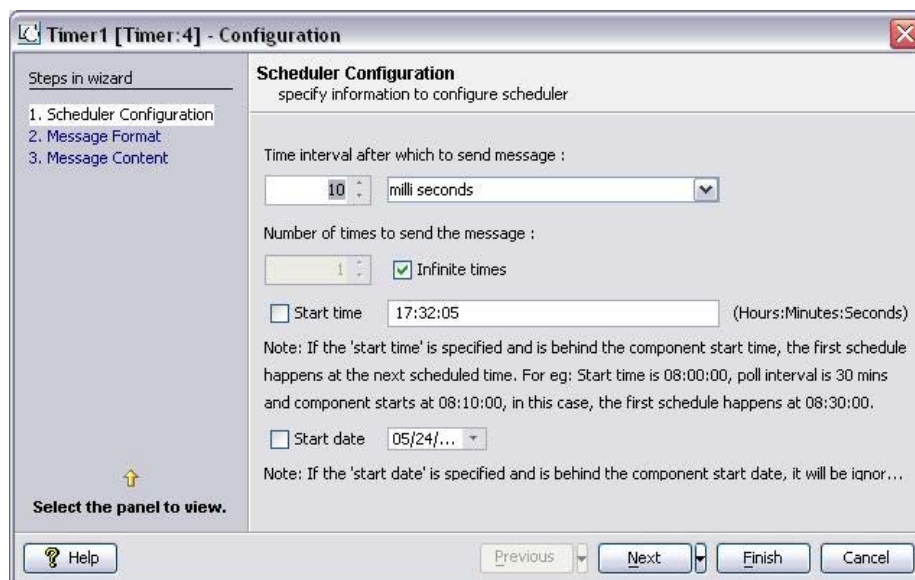 Timer1 [Timer:4] - Configuration
Steps in wizard
1. Scheduler Configuration
2. Message Format
3. Message Content
Select the panel to view.
Scheduler Configuration
specify information to configure scheduler
Time interval after which to send message :
10 milli seconds
Number of times to send the message :
1 Infinite times
Start time 17:32:05 (Hours:Minutes:Seconds)
Note: If the 'start time' is specified and is behind the component start time, the first schedule
happens at the next scheduled time. For eg: Start time is 08:00:00, poll interval is 30 mins
and component starts at 08:10:00, in this case, the first schedule happens at 08:30:00.
Start date 05/24/...
Note: If the 'start date' is specified and is behind the component start date, it will be ignor...
Help Previous Next Finish Cancel